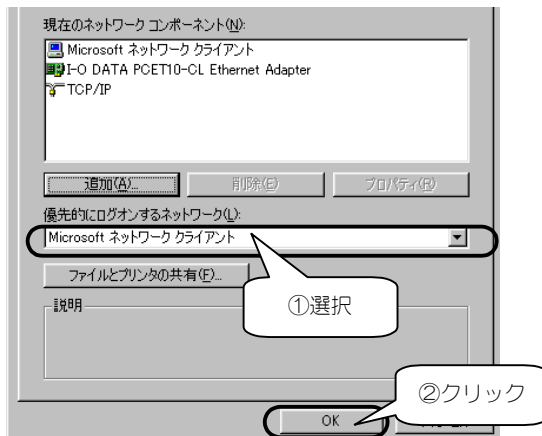 現在のネットワーク コンポーネント(N):
Microsoft ネットワーク クライアント
I-O DATA PCET10-CL Ethernet Adapter
TCP/IP
追加(A)... 削除(E) プロパティ(R)
優先的にログオンするネットワーク(L):
Microsoft ネットワーク クライアント
ファイルとプリンタの共有(F)...
①選択
説明
②クリック
OK